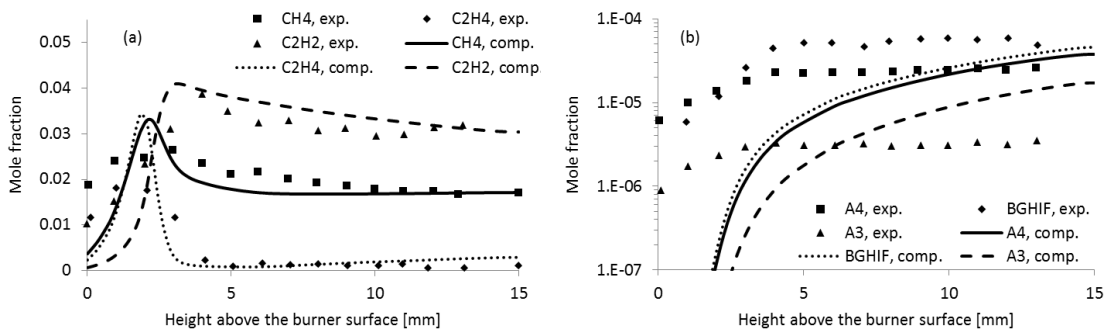 (a)
CH4, exp.
C2H4, exp.
C2H2, exp.
CH4, comp.
C2H4, comp.
C2H2, comp.
0.05
0.04
0.03
0.02
0.01
0
Mole fraction
0 5 10 15
Height above the burner surface [mm]
(b)
1.E-04
1.E-05
1.E-06
1.E-07
Mole fraction
A4, exp.
BGHIF, exp.
A3, exp.
A4, comp.
BGHIF, comp.
A3, comp.
0 5 10 15
Height above the burner surface [mm]